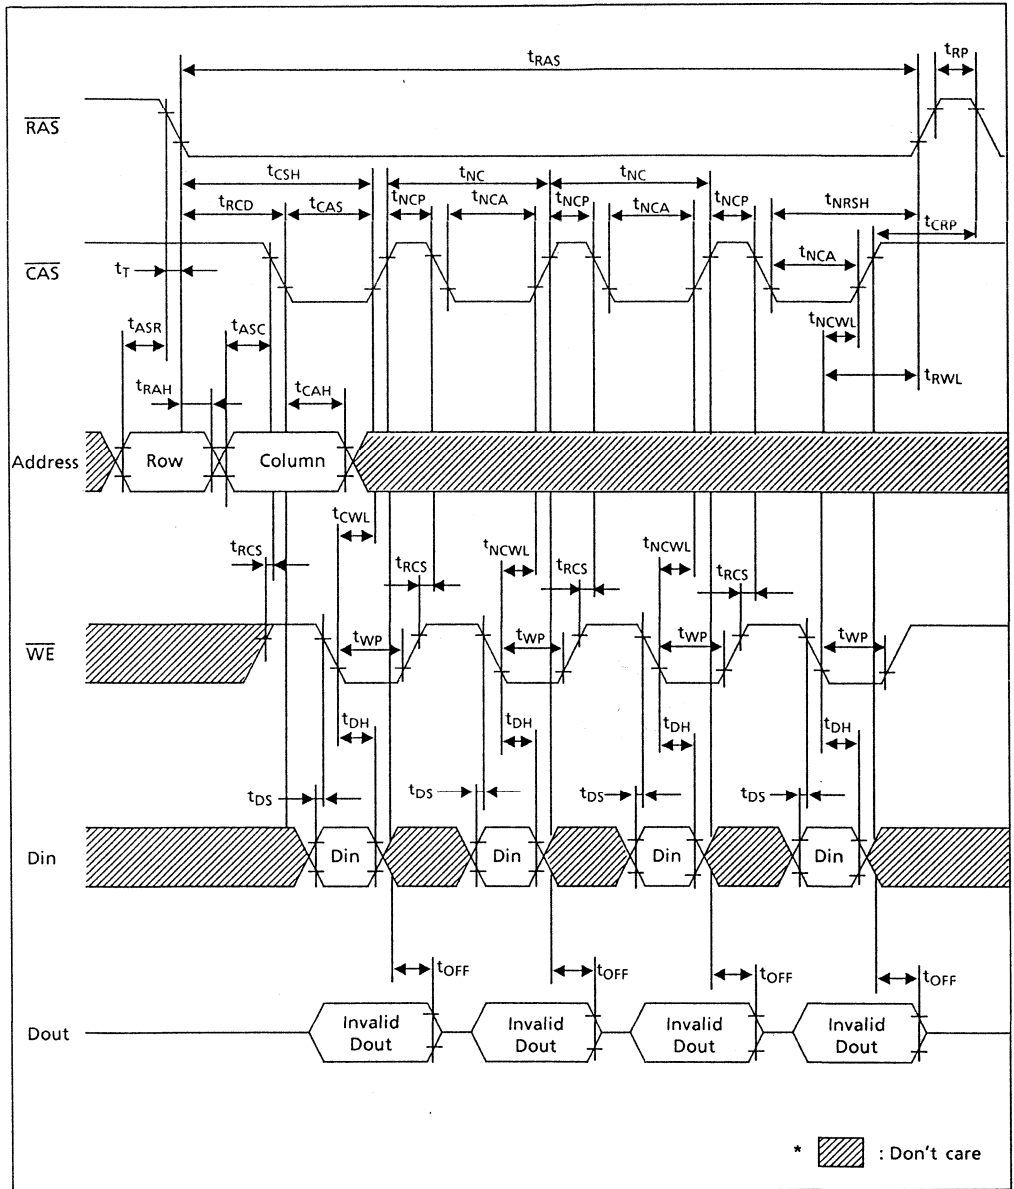 tRP
tRAS
RAS
tCSH
tNC
tNC
tRCD
tCAS
tNCP
tNCA
tNCP
tNCA
tNCP
tNRSH
tCRP
CAS
tT
tNCA
tASR
tASC
tNCWL
tRAH
tCAH
tRWL
Address
Row
Column
tCWL
tRCS
tRCS
tNCWL
tRCS
tNCWL
tRCS
WE
tWP
tWP
tWP
tWP
tDH
tDH
tDH
tDH
tDS
tDS
tDS
tDS
Din
Din
Din
Din
Din
tOFF
tOFF
tOFF
tOFF
Dout
Invalid
Dout
Invalid
Dout
Invalid
Dout
Invalid
Dout
* : Don't care